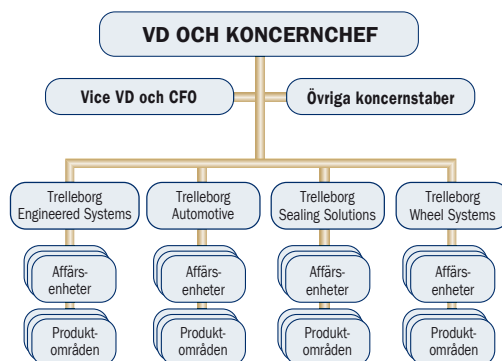 VD OCH KONCERNCHEF
Vice VD och CFO
Övriga koncernstaber
Trelleborg
Engineered Systems
Trelleborg
Automotive
Trelleborg
Sealing Solutions
Trelleborg
Wheel Systems
Affärs-
enheter
Affärs-
enheter
Affärs-
enheter
Affärs-
enheter
Produkt-
områden
Produkt-
områden
Produkt-
områden
Produkt-
områden